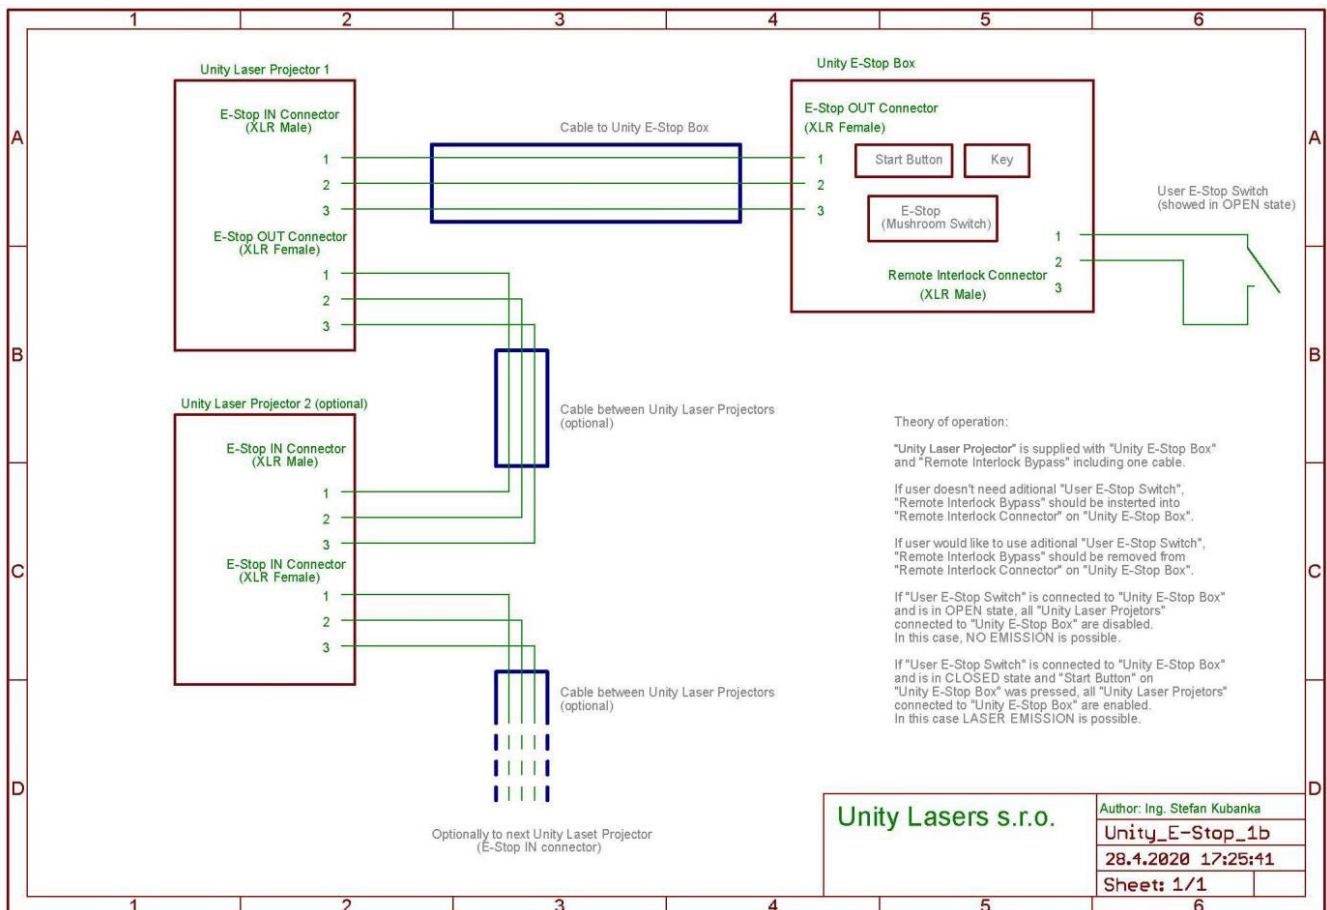 1 2 3 4 5 6
A
B
C
D
Unity Laser Projector 1
E-Stop IN Connector
(XLR Male)
1
2
3
E-Stop OUT Connector
(XLR Female)
1
2
3
Cable to Unity E-Stop Box
Unity E-Stop Box
E-Stop OUT Connector
(XLR Female)
1
2
3
Start Button
Key
E-Stop
(Mushroom Switch)
Remote Interlock Connector
(XLR Male)
1
2
3
User E-Stop Switch
(showed in OPEN state)
A
B
C
D
Cable between Unity Laser Projectors
(optional)
Unity Laser Projector 2 (optional)
E-Stop IN Connector
(XLR Male)
1
2
3
E-Stop IN Connector
(XLR Female)
1
2
3
Cable between Unity Laser Projectors
(optional)
Optionally to next Unity Laset Projector
(E-Stop IN connector)
Theory of operation:
"Unity Laser Projector" is supplied with "Unity E-Stop Box"
and "Remote Interlock Bypass" including one cable.
If user doesn't need aditional "User E-Stop Switch",
"Remote Interlock Bypass" should be insterted into
"Remote Interlock Connector" on "Unity E-Stop Box".
If user would like to use aditional "User E-Stop Switch",
"Remote Interlock Bypass" should be removed from
"Remote Interlock Connector" on "Unity E-Stop Box".
If "User E-Stop Switch" is connected to "Unity E-Stop Box"
and is in OPEN state, all "Unity Laser Projetors"
connected to "Unity E-Stop Box" are disabled.
In this case, NO EMISSION is possible.
If "User E-Stop Switch" is connected to "Unity E-Stop Box"
and is in CLOSED state and "Start Button" on
"Unity E-Stop Box" was pressed, all "Unity Laser Projetors"
connected to "Unity E-Stop Box" are enabled.
In this case LASER EMISSION is possible.
Unity Lasers s.r.o.
Author: Ing. Stefan Kubanka
Unity_E-Stop_1b
28.4.2020 17:25:41
Sheet: 1/1
1 2 3 4 5 6